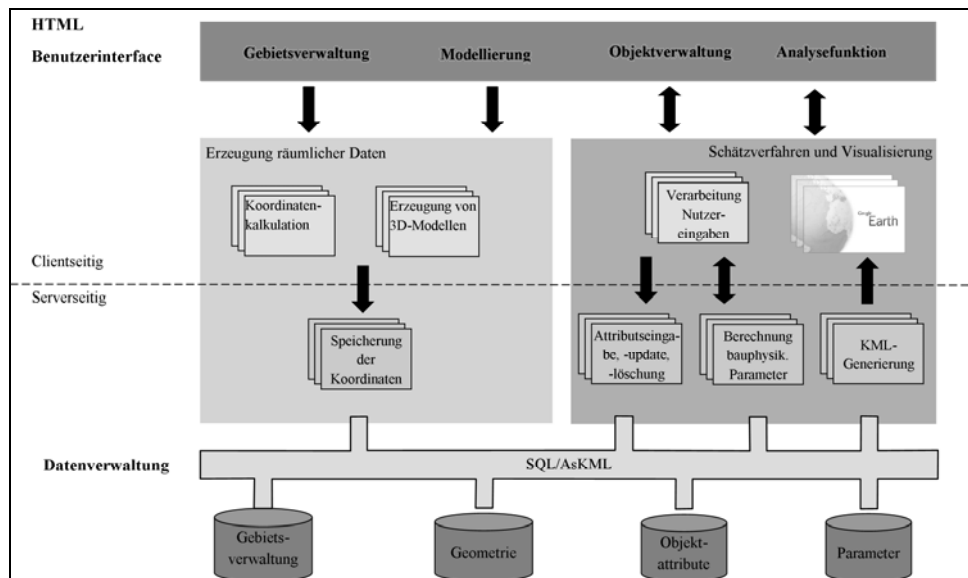 HTML
Benutzerinterface
Gebietsverwaltung
Modellierung
Objektverwaltung
Analysefunktion
Erzeugung räumlicher Daten
Schätzverfahren und Visualisierung
Koordinaten-
kalkulation
Erzeugung von
3D-Modellen
Verarbeitung
Nutzer-
eingaben
Google
Earth
Clientseitig
Serverseitig
Speicherung
der
Koordinaten
Attributseinga-
be, -update,
-löschung
Berechnung
bauphysik.
Parameter
KML-
Generierung
Datenverwaltung
SQL/AsKML
Gebiets-
verwaltung
Geometrie
Objekt-
attribute
Parameter